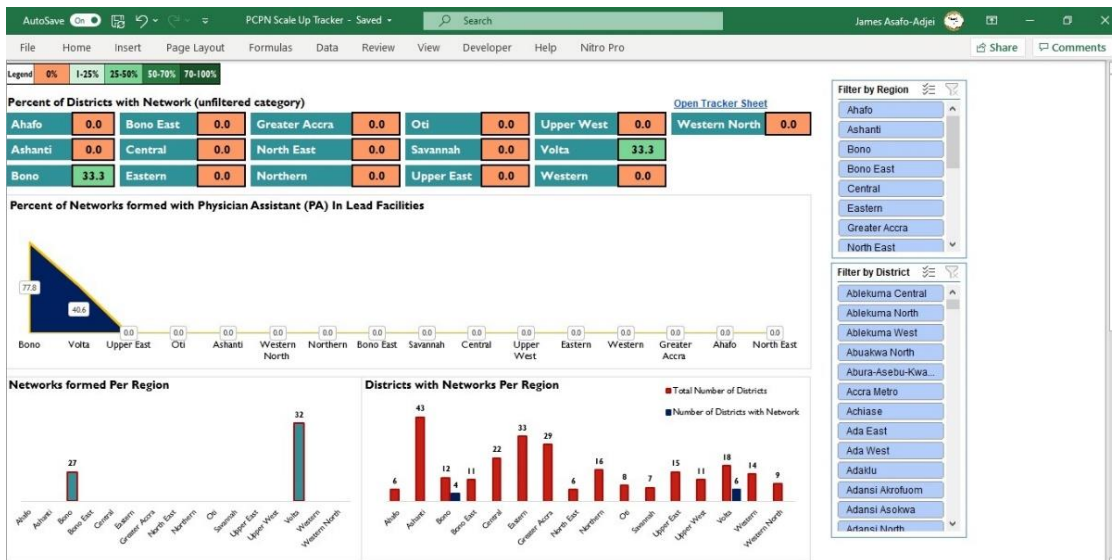 AutoSave On PCPN Scale Up Tracker - Saved Search James Asafo-Adjei
File Home Insert Page Layout Formulas Data Review View Developer Help Nitro Pro Share Comments
Legend 0% 1-25% 25-50% 50-70% 70-100%
Percent of Districts with Network (unfiltered category) Open Tracker Sheet
Ahafo 0.0 Bono East 0.0 Greater Accra 0.0 Oti 0.0 Upper West 0.0 Western North 0.0
Ashanti 0.0 Central 0.0 North East 0.0 Savannah 0.0 Volta 33.3
Bono 33.3 Eastern 0.0 Northern 0.0 Upper East 0.0 Western 0.0
Percent of Networks formed with Physician Assistant (PA) In Lead Facilities
77.8 40.6 0.0 0.0 0.0 0.0 0.0 0.0 0.0 0.0 0.0 0.0 0.0 0.0 0.0 0.0
Bono Volta Upper East Oti Ashanti Western North Northern Bono East Savannah Central Upper West Eastern Western Greater Accra Ahafo North East
Networks formed Per Region
27 32
Ahafo Ashanti Bono Bono East Central Eastern Greater Accra North East Northern Oti Savannah Upper East Upper West Volta Western Western North
Districts with Networks Per Region
Total Number of Districts
Number of Districts with Network
6 43 12 4 11 22 33 29 6 16 8 7 15 11 18 6 14 9
Ahafo Ashanti Bono Bono East Central Eastern Greater Accra North East Northern Oti Savannah Upper East Upper West Volta Western Western North
Filter by Region
Ahafo
Ashanti
Bono
Bono East
Central
Eastern
Greater Accra
North East
Filter by District
Ablekuma Central
Ablekuma North
Ablekuma West
Abuakwa North
Abura-Asebu-Kwa...
Accra Metro
Achiase
Ada East
Ada West
Adaklu
Adansi Akrofuom
Adansi Asokwa
Adansi North